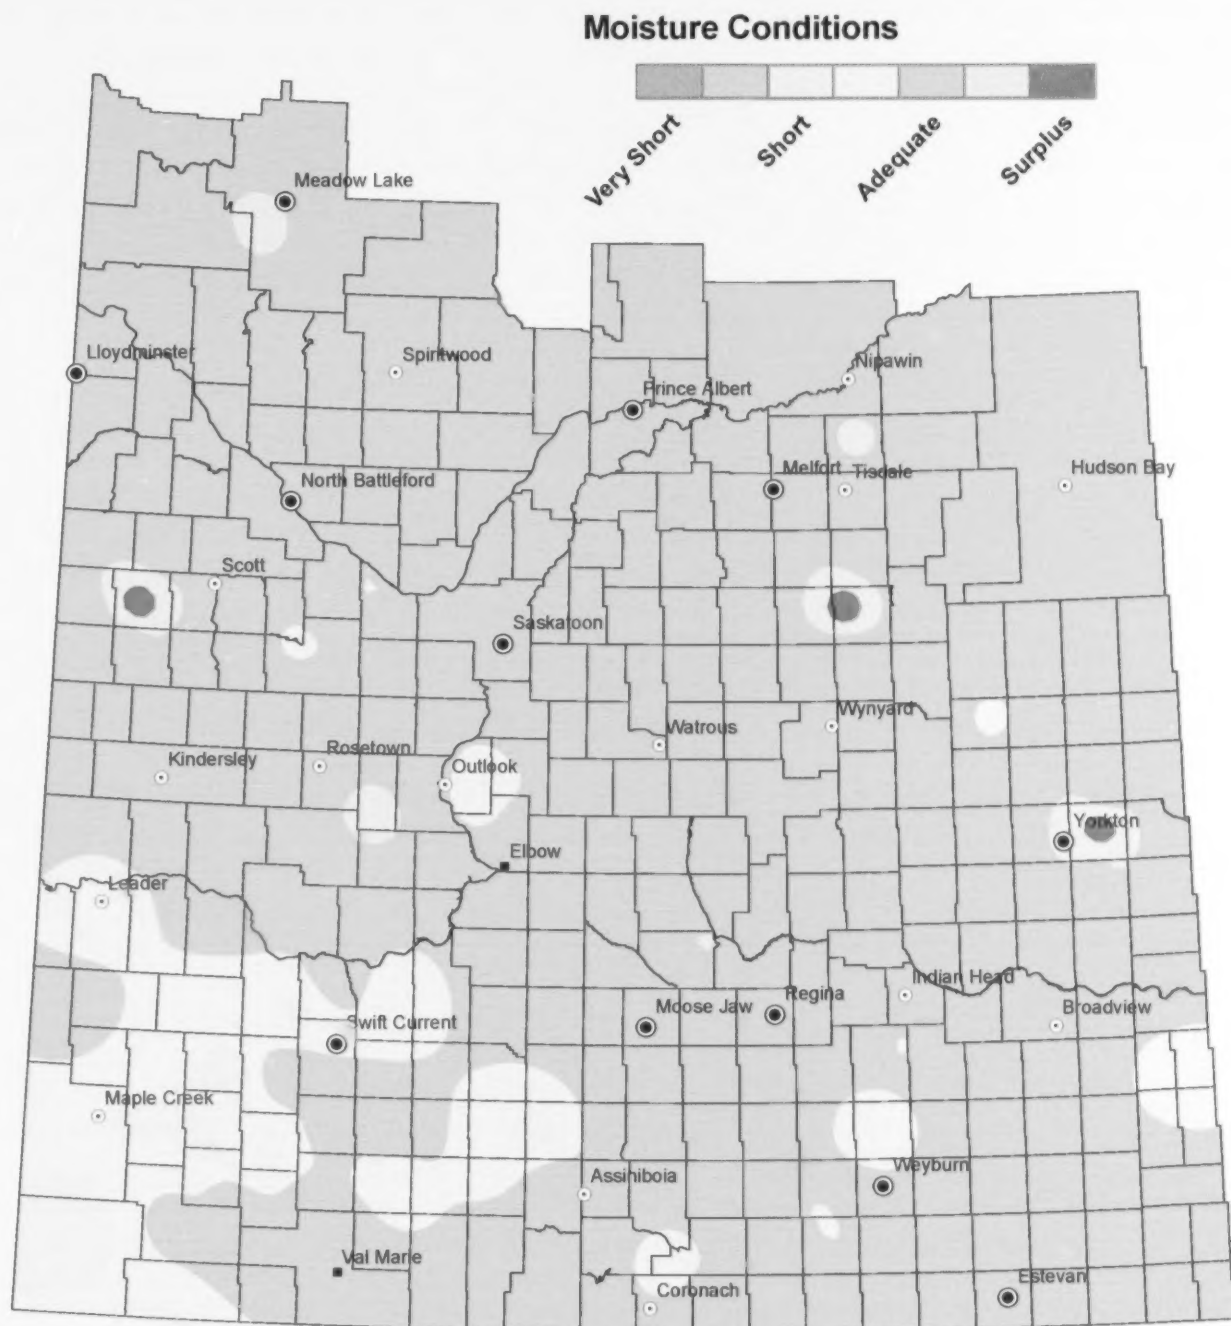 Moisture Conditions
Very Short
Short
Adequate
Surplus
Meadow Lake
Lloydminster
Spiritwood
Nipawin
Prince Albert
North Battleford
Melfort
Tisdale
Hudson Bay
Scott
Saskatoon
Watrous
Wynyard
Kindersley
Rosetown
Outlook
Yorkton
Elbow
Leader
Swift Current
Moose Jaw
Regina
Indian Head
Broadview
Maple Creek
Assiniboia
Weyburn
Val Marie
Coronach
Estevan